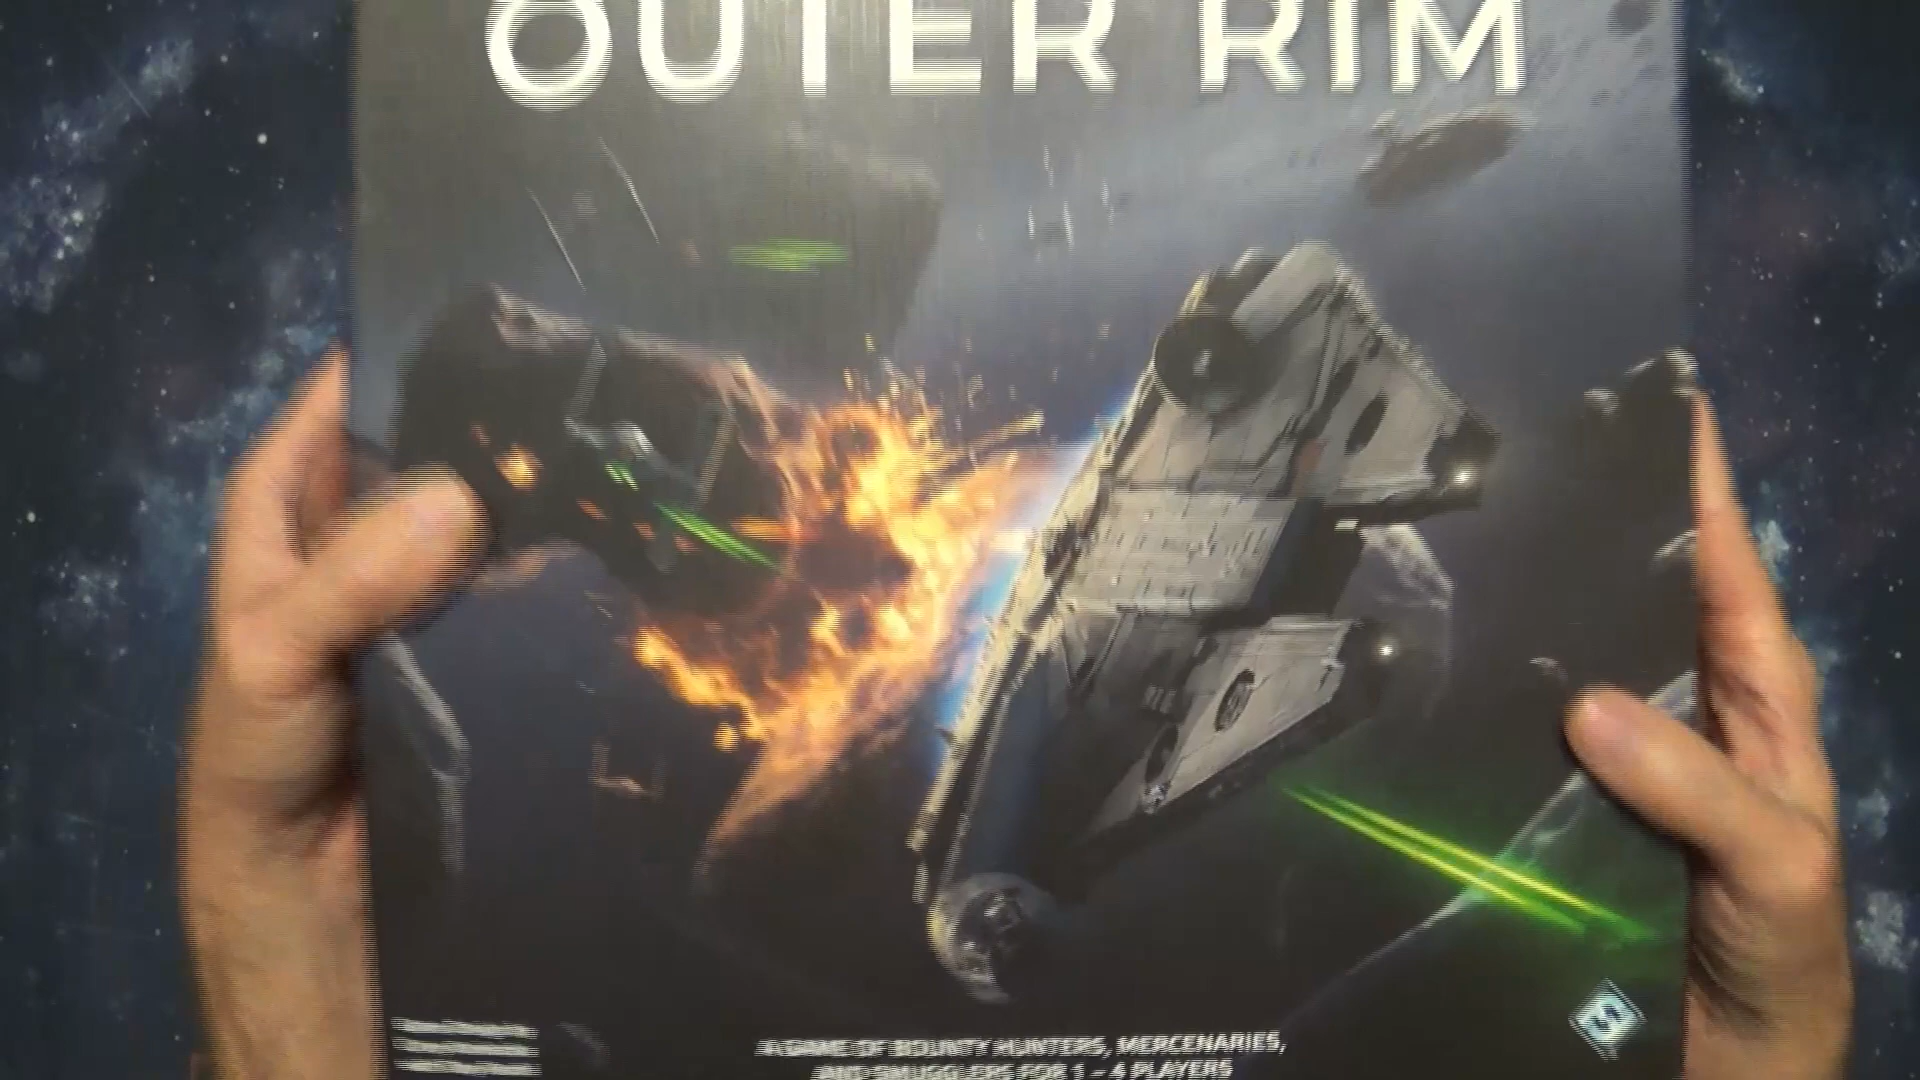 OUTER RIM
A GAME OF BOUNTY HUNTERS, MERCENARIES,
AND SMUGGLERS FOR 1 – 4 PLAYERS